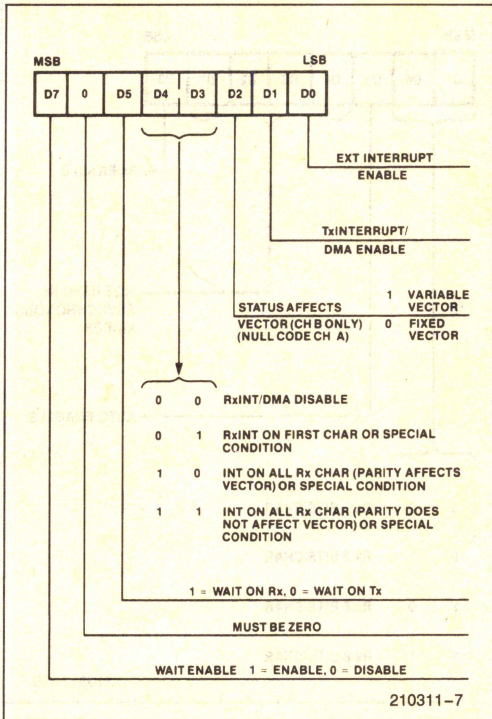 MSB LSB
D7 0 D5 D4 D3 D2 D1 D0
EXT INTERRUPT
ENABLE
TxINTERRUPT/
DMA ENABLE
STATUS AFFECTS
VECTOR (CH B ONLY)
(NULL CODE CH A)
1 VARIABLE
VECTOR
0 FIXED
VECTOR
0 0 RxINT/DMA DISABLE
0 1 RxINT ON FIRST CHAR OR SPECIAL
CONDITION
1 0 INT ON ALL Rx CHAR (PARITY AFFECTS
VECTOR) OR SPECIAL CONDITION
1 1 INT ON ALL Rx CHAR (PARITY DOES
NOT AFFECT VECTOR) OR SPECIAL
CONDITION
1 = WAIT ON Rx, 0 = WAIT ON Tx
MUST BE ZERO
WAIT ENABLE 1 = ENABLE, 0 = DISABLE
210311-7